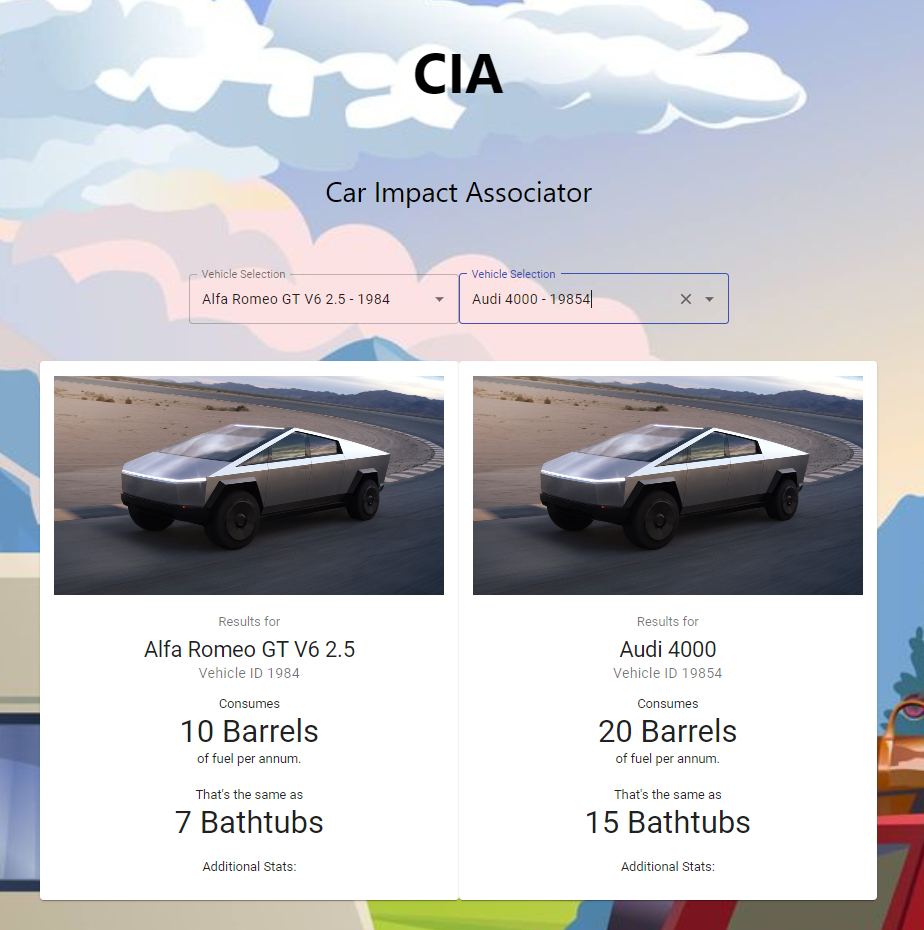 CIA
Car Impact Associator
Vehicle Selection
Alfa Romeo GT V6 2.5 - 1984
Vehicle Selection
Audi 4000 - 19854
Results for
Alfa Romeo GT V6 2.5
Vehicle ID 1984
Consumes
10 Barrels
of fuel per annum.
That's the same as
7 Bathtubs
Additional Stats:
Results for
Audi 4000
Vehicle ID 19854
Consumes
20 Barrels
of fuel per annum.
That's the same as
15 Bathtubs
Additional Stats: